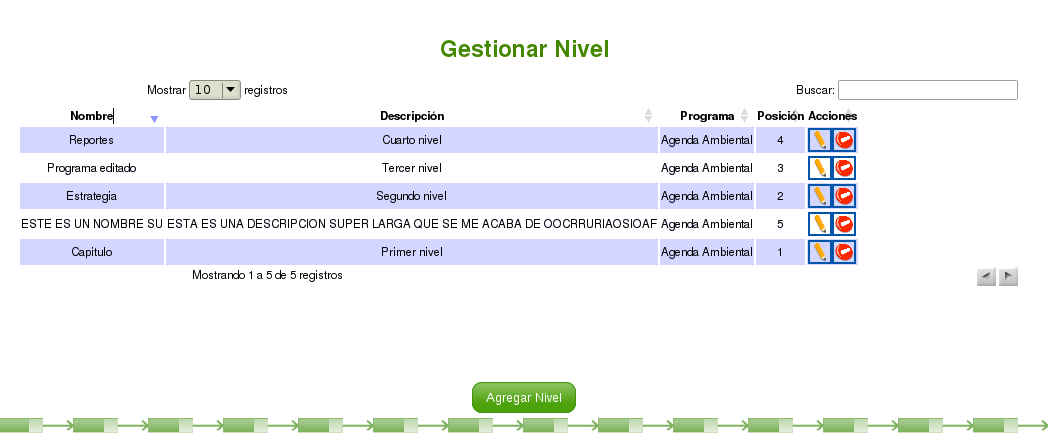 Gestionar Nivel
Mostrar 10 registros Buscar:
Nombre Descripción Programa Posición Acciones
Reportes Cuarto nivel Agenda Ambiental 4
Programa editado Tercer nivel Agenda Ambiental 3
Estrategia Segundo nivel Agenda Ambiental 2
ESTE ES UN NOMBRE SU ESTA ES UNA DESCRIPCION SUPER LARGA QUE SE ME ACABA DE OOCRRURIAOSIOAF Agenda Ambiental 5
Capitulo Primer nivel Agenda Ambiental 1
Mostrando 1 a 5 de 5 registros
Agregar Nivel